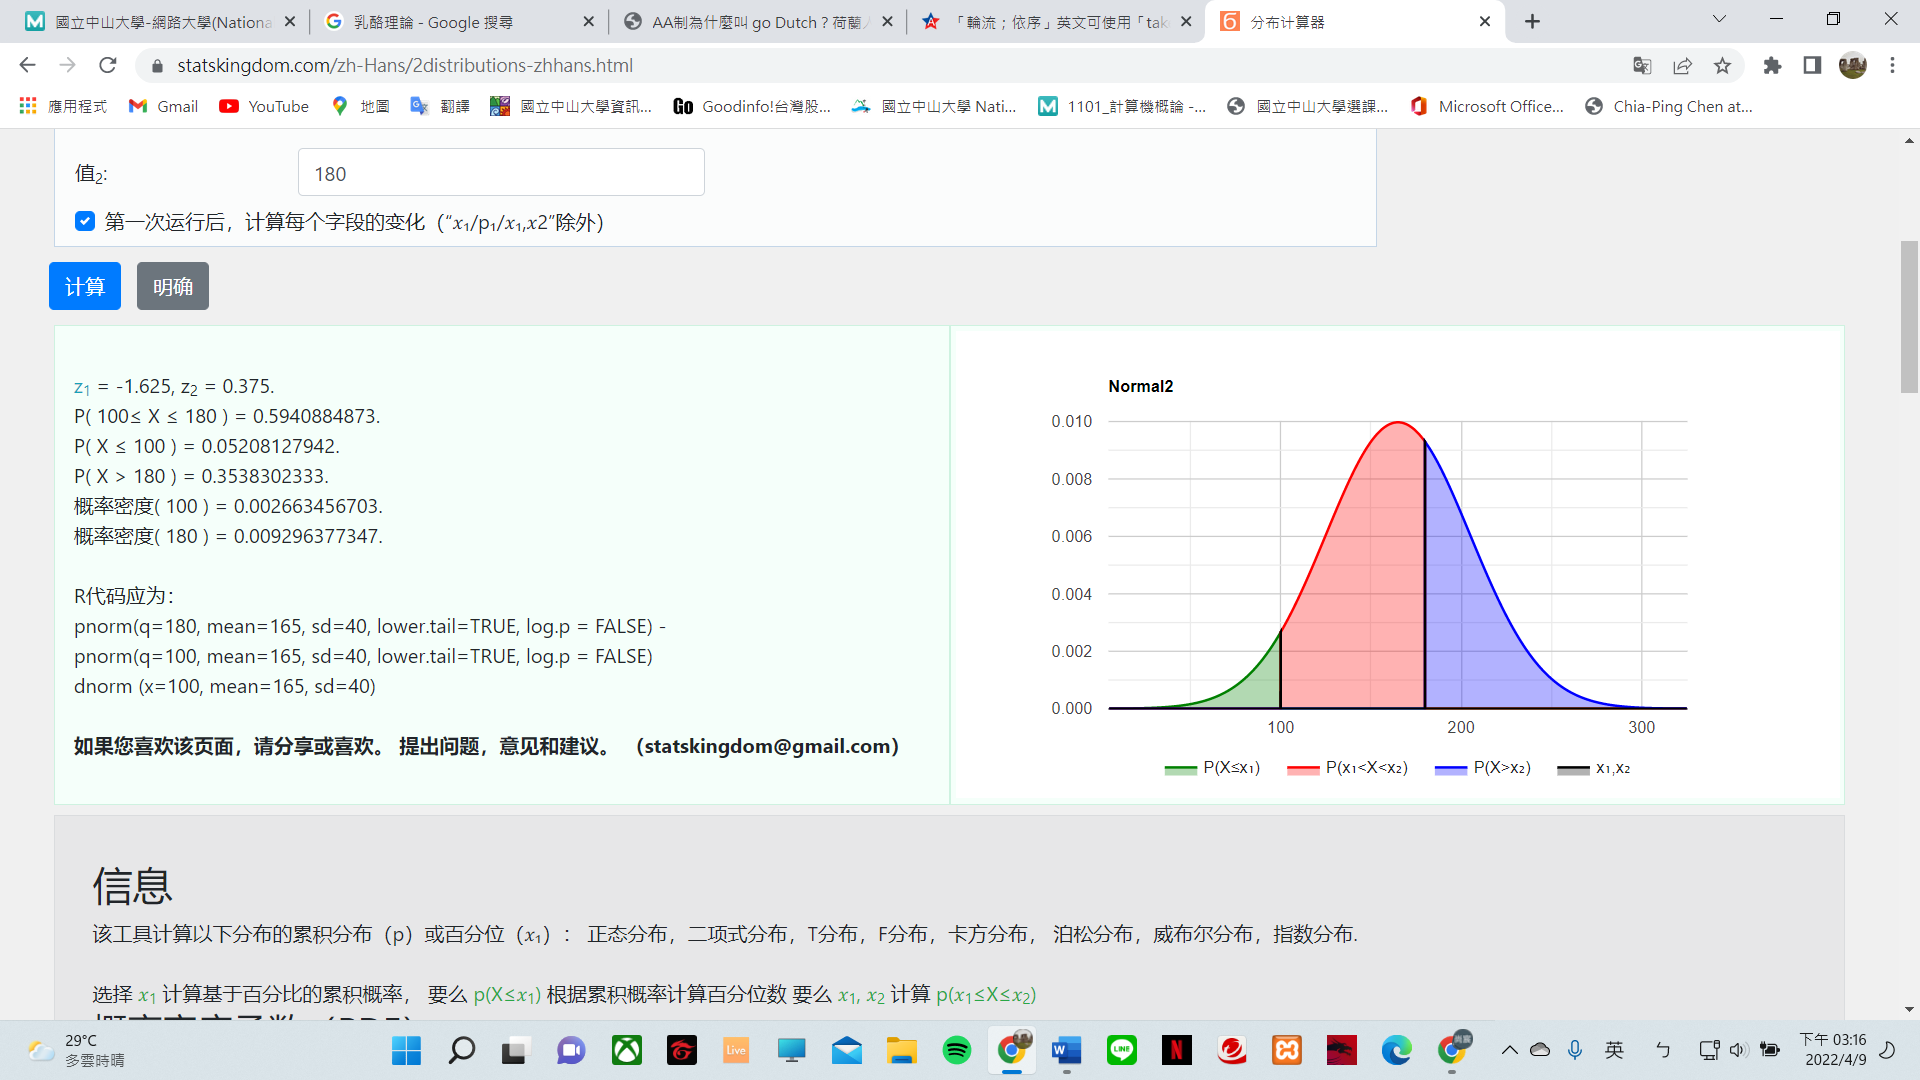 國立中山大學-網路大學(Nationa
乳酪理論 - Google 搜尋
AA制為什麼叫 go Dutch？荷蘭人
「輪流；依序」英文可使用「tak
分布计算器
statskingdom.com/zh-Hans/2distributions-zhhans.html
應用程式
Gmail
YouTube
地圖
翻譯
國立中山大學資訊...
Goodinfo!台灣股...
國立中山大學 Nati...
1101_計算機概論 -...
國立中山大學選課...
Microsoft Office...
Chia-Ping Chen at...
值₂:
180
第一次运行后，计算每个字段的变化（“x₁/p₁/x₁,x2”除外）
计算
明确
z₁ = -1.625, z₂ = 0.375.
P( 100≤ X ≤ 180 ) = 0.5940884873.
P( X ≤ 100 ) = 0.05208127942.
P( X > 180 ) = 0.3538302333.
概率密度( 100 ) = 0.002663456703.
概率密度( 180 ) = 0.009296377347.
R代码应为：
pnorm(q=180, mean=165, sd=40, lower.tail=TRUE, log.p = FALSE) -
pnorm(q=100, mean=165, sd=40, lower.tail=TRUE, log.p = FALSE)
dnorm (x=100, mean=165, sd=40)
如果您喜欢该页面，请分享或喜欢。 提出问题，意见和建议。 （statskingdom@gmail.com）
Normal2
0.010
0.008
0.006
0.004
0.002
0.000
100
200
300
P(X≤x₁)
P(x₁<X<x₂)
P(X>x₂)
x₁,x₂
信息
该工具计算以下分布的累积分布（p）或百分位（x₁）： 正态分布，二项式分布，T分布，F分布，卡方分布， 泊松分布，威布尔分布，指数分布.
选择 x₁ 计算基于百分比的累积概率， 要么 p(X≤x₁) 根据累积概率计算百分位数 要么 x₁, x₂ 计算 p(x₁≤X≤x₂)
29°C
多雲時晴
Live
LINE
英
ㄅ
下午 03:16
2022/4/9